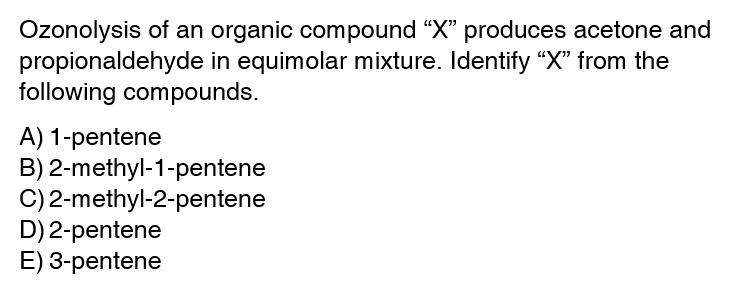 Ozonolysis of an organic compound “X” produces acetone and
propionaldehyde in equimolar mixture. Identify “X” from the
following compounds.
A) 1-pentene
B) 2-methyl-1-pentene
C) 2-methyl-2-pentene
D) 2-pentene
E) 3-pentene